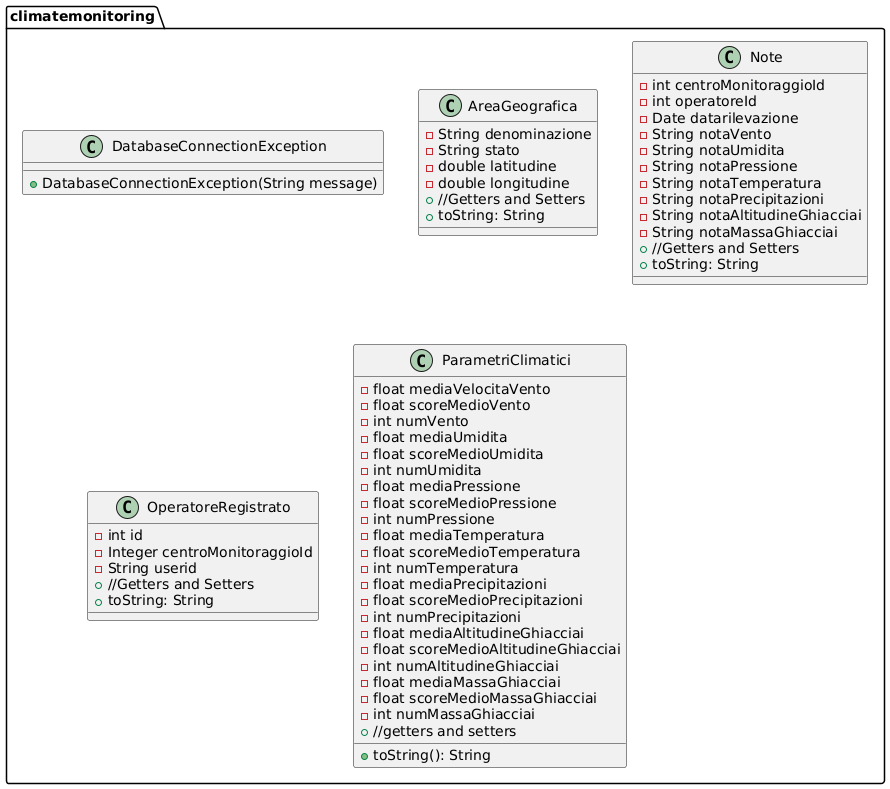 climatemonitoring
C DatabaseConnectionException
DatabaseConnectionException(String message)
C AreaGeografica
String denominazione
String stato
double latitudine
double longitudine
//Getters and Setters
toString: String
C Note
int centroMonitoraggioId
int operatoreId
Date datarilevazione
String notaVento
String notaUmidita
String notaPressione
String notaTemperatura
String notaPrecipitazioni
String notaAltitudineGhiacciai
String notaMassaGhiacciai
//Getters and Setters
toString: String
C OperatoreRegistrato
int id
Integer centroMonitoraggioId
String userid
//Getters and Setters
toString: String
C ParametriClimatici
float mediaVelocitaVento
float scoreMedioVento
int numVento
float mediaUmidita
float scoreMedioUmidita
int numUmidita
float mediaPressione
float scoreMedioPressione
int numPressione
float mediaTemperatura
float scoreMedioTemperatura
int numTemperatura
float mediaPrecipitazioni
float scoreMedioPrecipitazioni
int numPrecipitazioni
float mediaAltitudineGhiacciai
float scoreMedioAltitudineGhiacciai
int numAltitudineGhiacciai
float mediaMassaGhiacciai
float scoreMedioMassaGhiacciai
int numMassaGhiacciai
//getters and setters
toString(): String